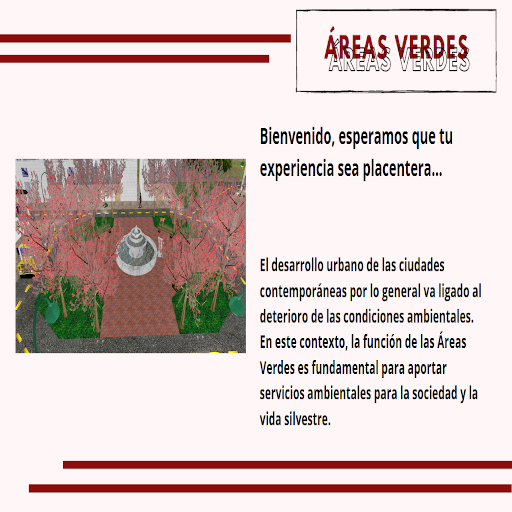 ÁREAS VERDES
Bienvenido, esperamos que tu
experiencia sea placentera...
El desarrollo urbano de las ciudades
contemporáneas por lo general va ligado al
deterioro de las condiciones ambientales.
En este contexto, la función de las Áreas
Verdes es fundamental para aportar
servicios ambientales para la sociedad y la
vida silvestre.